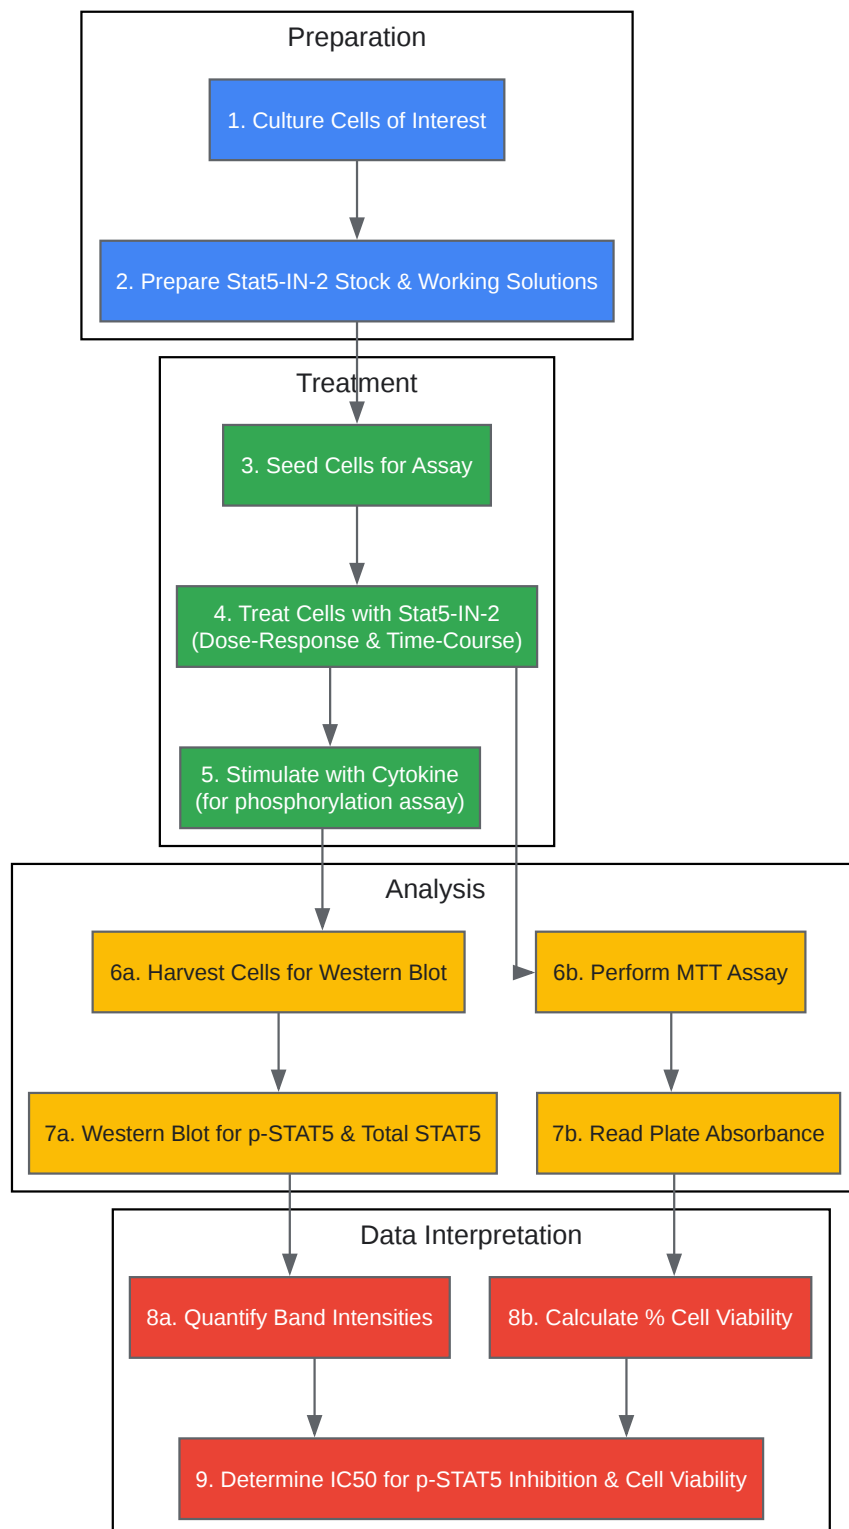 Preparation
1. Culture Cells of Interest
2. Prepare Stat5-IN-2 Stock & Working Solutions
Treatment
3. Seed Cells for Assay
4. Treat Cells with Stat5-IN-2
(Dose-Response & Time-Course)
5. Stimulate with Cytokine
(for phosphorylation assay)
Analysis
6a. Harvest Cells for Western Blot
6b. Perform MTT Assay
7a. Western Blot for p-STAT5 & Total STAT5
7b. Read Plate Absorbance
Data Interpretation
8a. Quantify Band Intensities
8b. Calculate % Cell Viability
9. Determine IC50 for p-STAT5 Inhibition & Cell Viability